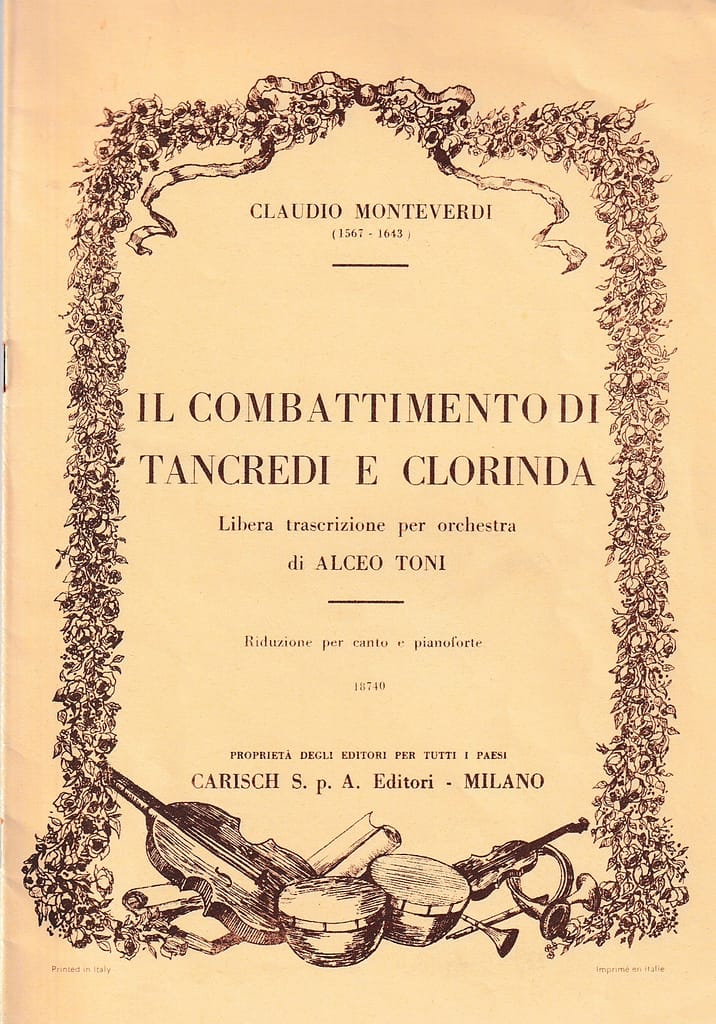 CLAUDIO MONTEVERDI
(1567 - 1643)
IL COMBATTIMENTO DI
TANCREDI E CLORINDA
Libera trascrizione per orchestra
di ALCEO TONI
Riduzione per canto e pianoforte
18740
PROPRIETÀ DEGLI EDITORI PER TUTTI I PAESI
CARISCH S. p. A. Editori - MILANO
Printed in Italy
Imprimé en Italie